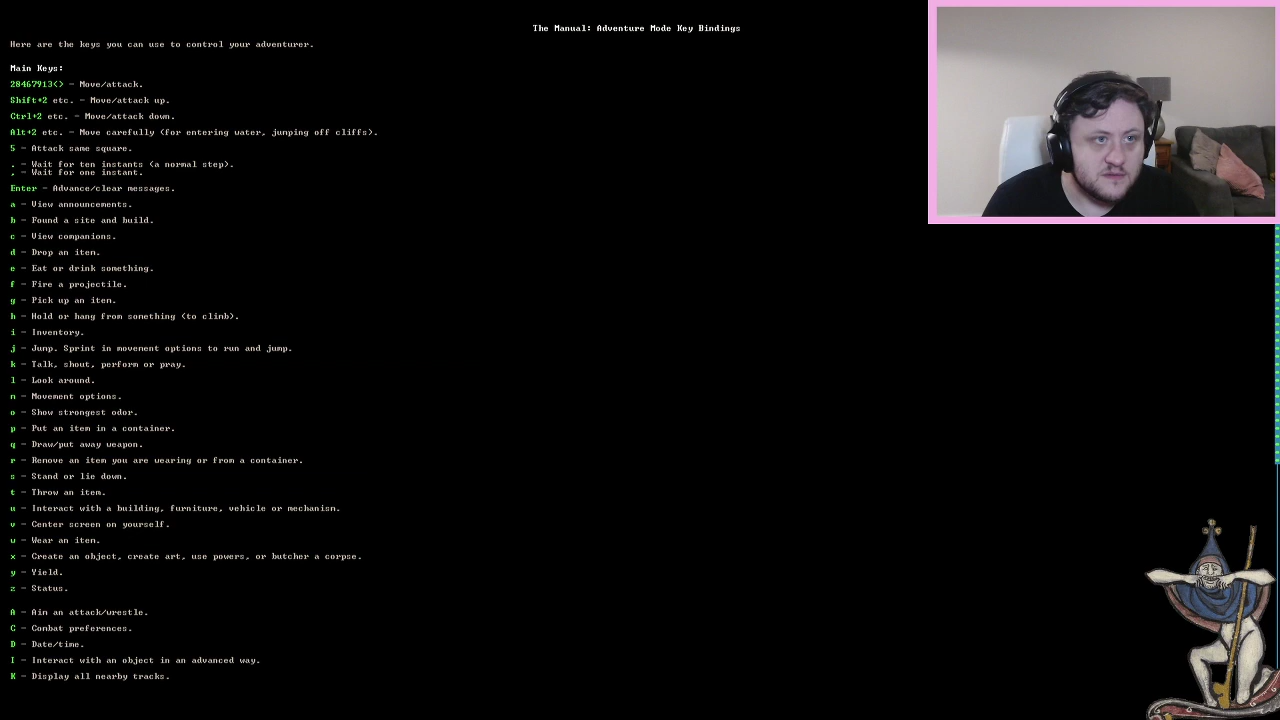 The Manual: Adventure Mode Key Bindings
Here are the keys you can use to control your adventurer.
Main Keys:
28467913<> - Move/attack.
Shift+2 etc. - Move/attack up.
Ctrl+2 etc. - Move/attack down.
Alt+2 etc. - Move carefully (for entering water, jumping off cliffs).
5 - Attack same square.
. - Wait for ten instants (a normal step).
, - Wait for one instant.
Enter - Advance/clear messages.
a - View announcements.
b - Found a site and build.
c - View companions.
d - Drop an item.
e - Eat or drink something.
f - Fire a projectile.
g - Pick up an item.
h - Hold or hang from something (to climb).
i - Inventory.
j - Jump. Sprint in movement options to run and jump.
k - Talk, shout, perform or pray.
l - Look around.
m - Movement options.
o - Show strongest odor.
p - Put an item in a container.
q - Draw/put away weapon.
r - Remove an item you are wearing or from a container.
s - Stand or lie down.
t - Throw an item.
u - Interact with a building, furniture, vehicle or mechanism.
v - Center screen on yourself.
w - Wear an item.
x - Create an object, create art, use powers, or butcher a corpse.
y - Yield.
z - Status.
A - Aim an attack/wrestle.
C - Combat preferences.
D - Date/time.
I - Interact with an object in an advanced way.
K - Display all nearby tracks.